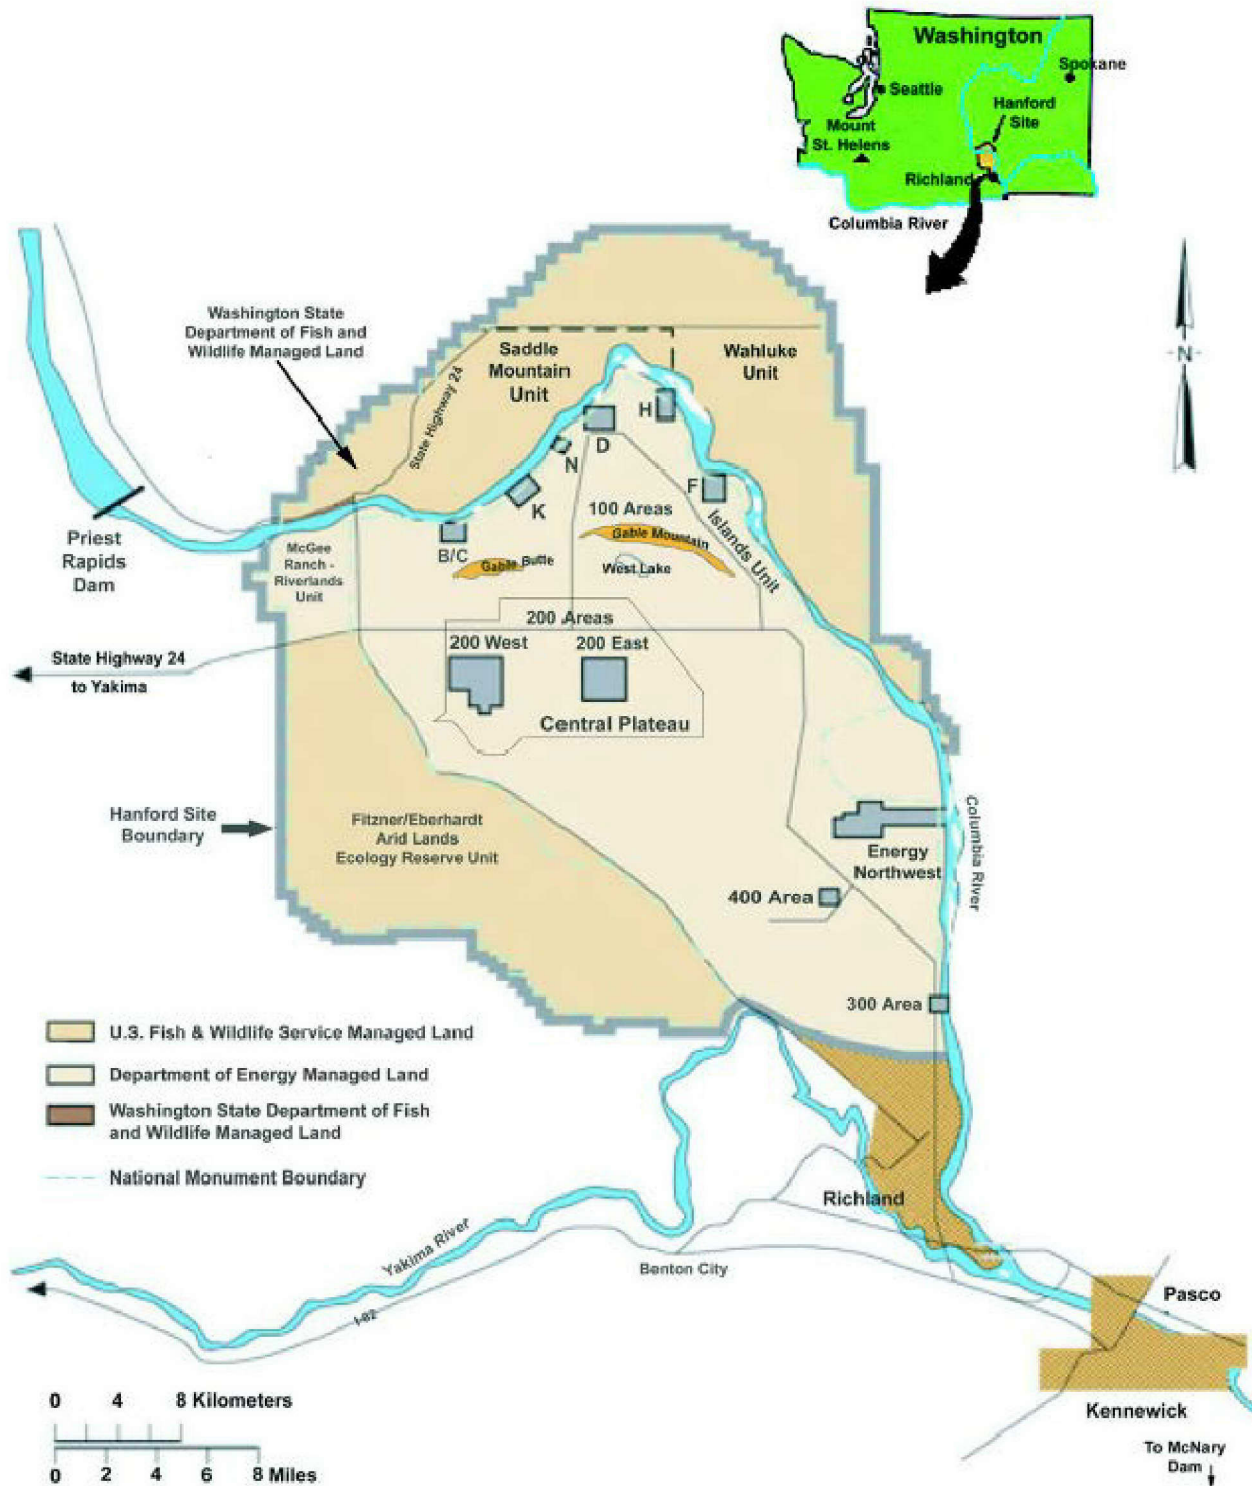 Washington
Spokane
Seattle
Hanford
Site
Mount
St. Helens
Richland
Columbia River
Washington State
Department of Fish and
Wildlife Managed Land
N
Saddle
Mountain
Unit
Wahluke
Unit
State Highway 24
H
D
N
F
K
100 Areas
Islands Unit
Gable Mountain
Priest
Rapids
Dam
McGee
Ranch -
Riverlands
Unit
B/C
Gable Butte
West Lake
200 Areas
200 West
200 East
State Highway 24
to Yakima
Central Plateau
Hanford Site
Boundary
Fitzner/Eberhardt
Arid Lands
Ecology Reserve Unit
Columbia River
Energy
Northwest
400 Area
300 Area
U.S. Fish & Wildlife Service Managed Land
Department of Energy Managed Land
Washington State Department of Fish
and Wildlife Managed Land
National Monument Boundary
Richland
Yakima River
Benton City
I-82
Pasco
Kennewick
To McNary
Dam
0 4 8 Kilometers
0 2 4 6 8 Miles